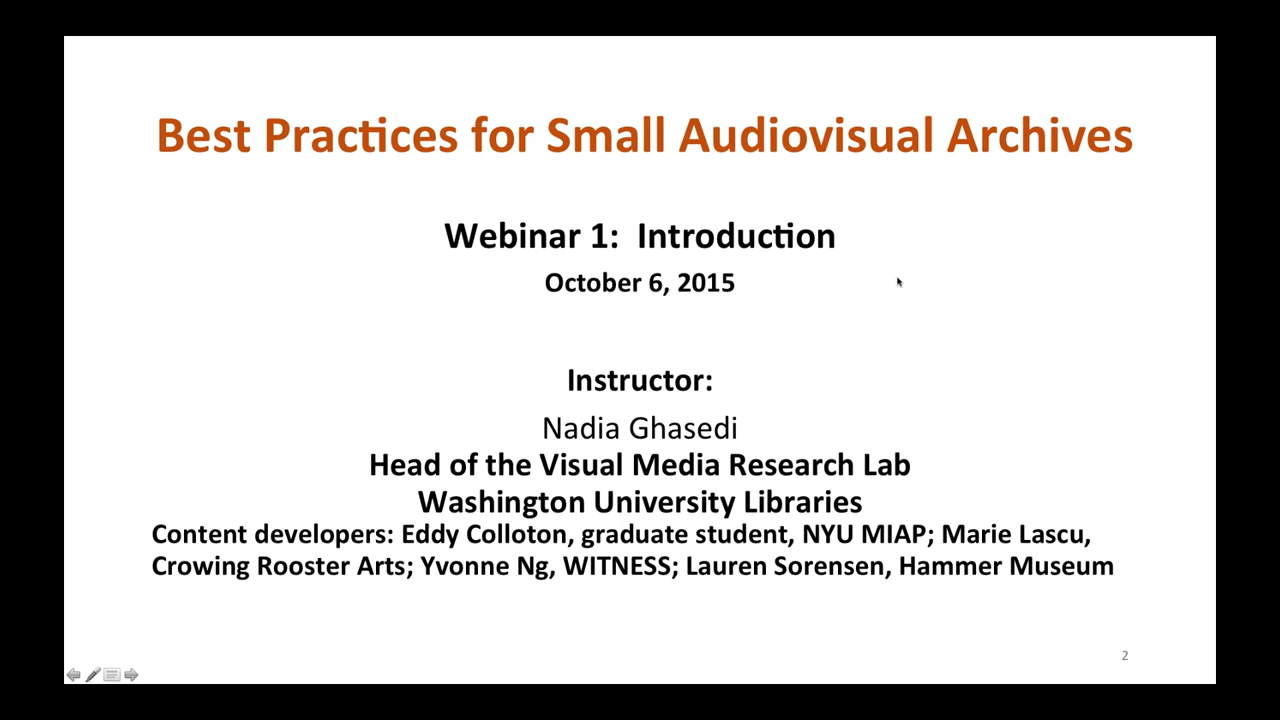 Best Practices for Small Audiovisual Archives
Webinar 1:  Introduction
October 6, 2015
Instructor:
Nadia Ghasedi
Head of the Visual Media Research Lab
Washington University Libraries
Content developers: Eddy Colloton, graduate student, NYU MIAP; Marie Lascu,
Crowing Rooster Arts; Yvonne Ng, WITNESS; Lauren Sorensen, Hammer Museum
2